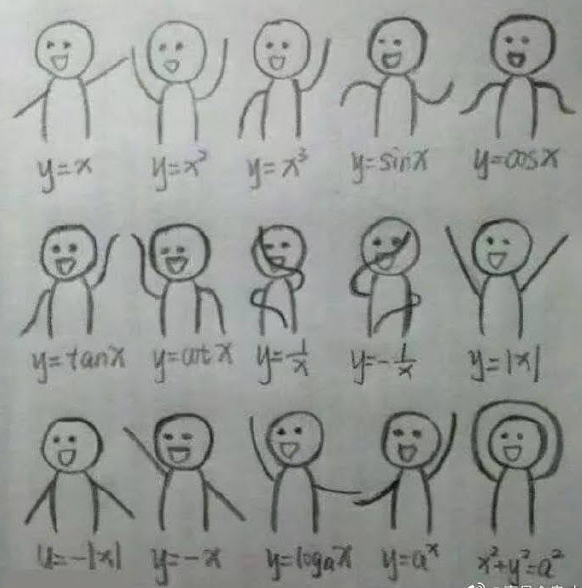 y=x y=x² y=x³ y=sinx y=cosx
y=tanx y=cotx y=1/x y=-1/x y=|x|
y=-|x| y=-x y=logax y=aˣ x²+y²=a²